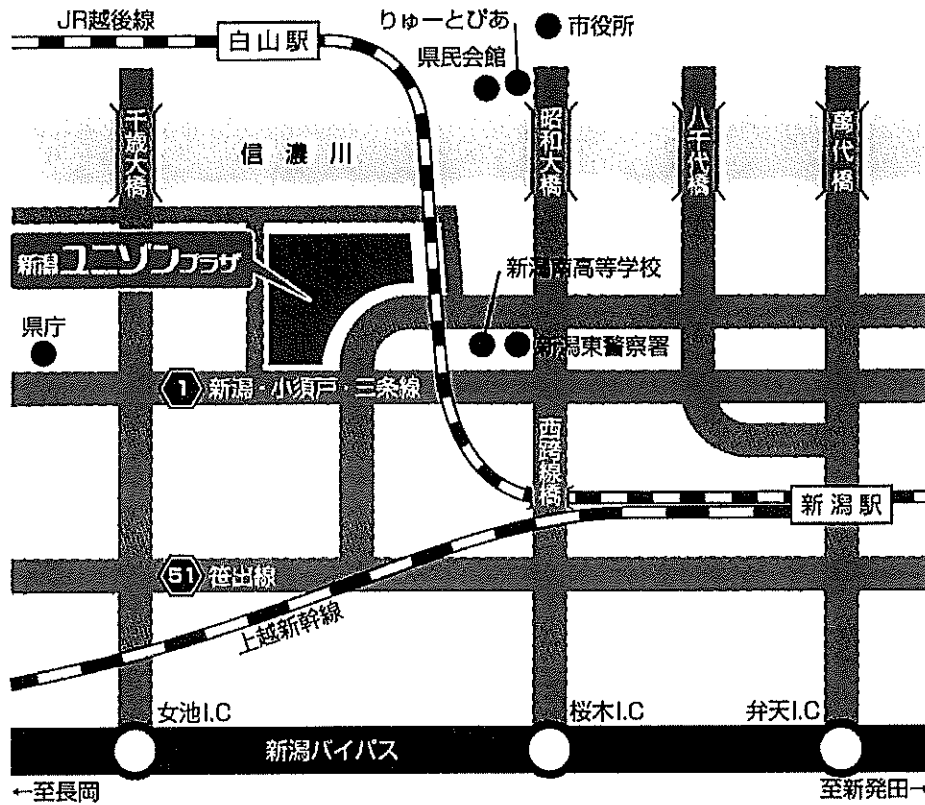 JR越後線
白山駅
りゅーとぴあ
市役所
県民会館
千歳大橋
信濃川
昭和大橋
八千代橋
萬代橋
新潟ユニゾンプラザ
新潟南高等学校
県庁
新潟東警察署
1
新潟・小須戸・三条線
西跨線橋
新潟駅
51
笹出線
上越新幹線
女池I.C
桜木I.C
弁天I.C
新潟バイパス
←至長岡
至新発田→